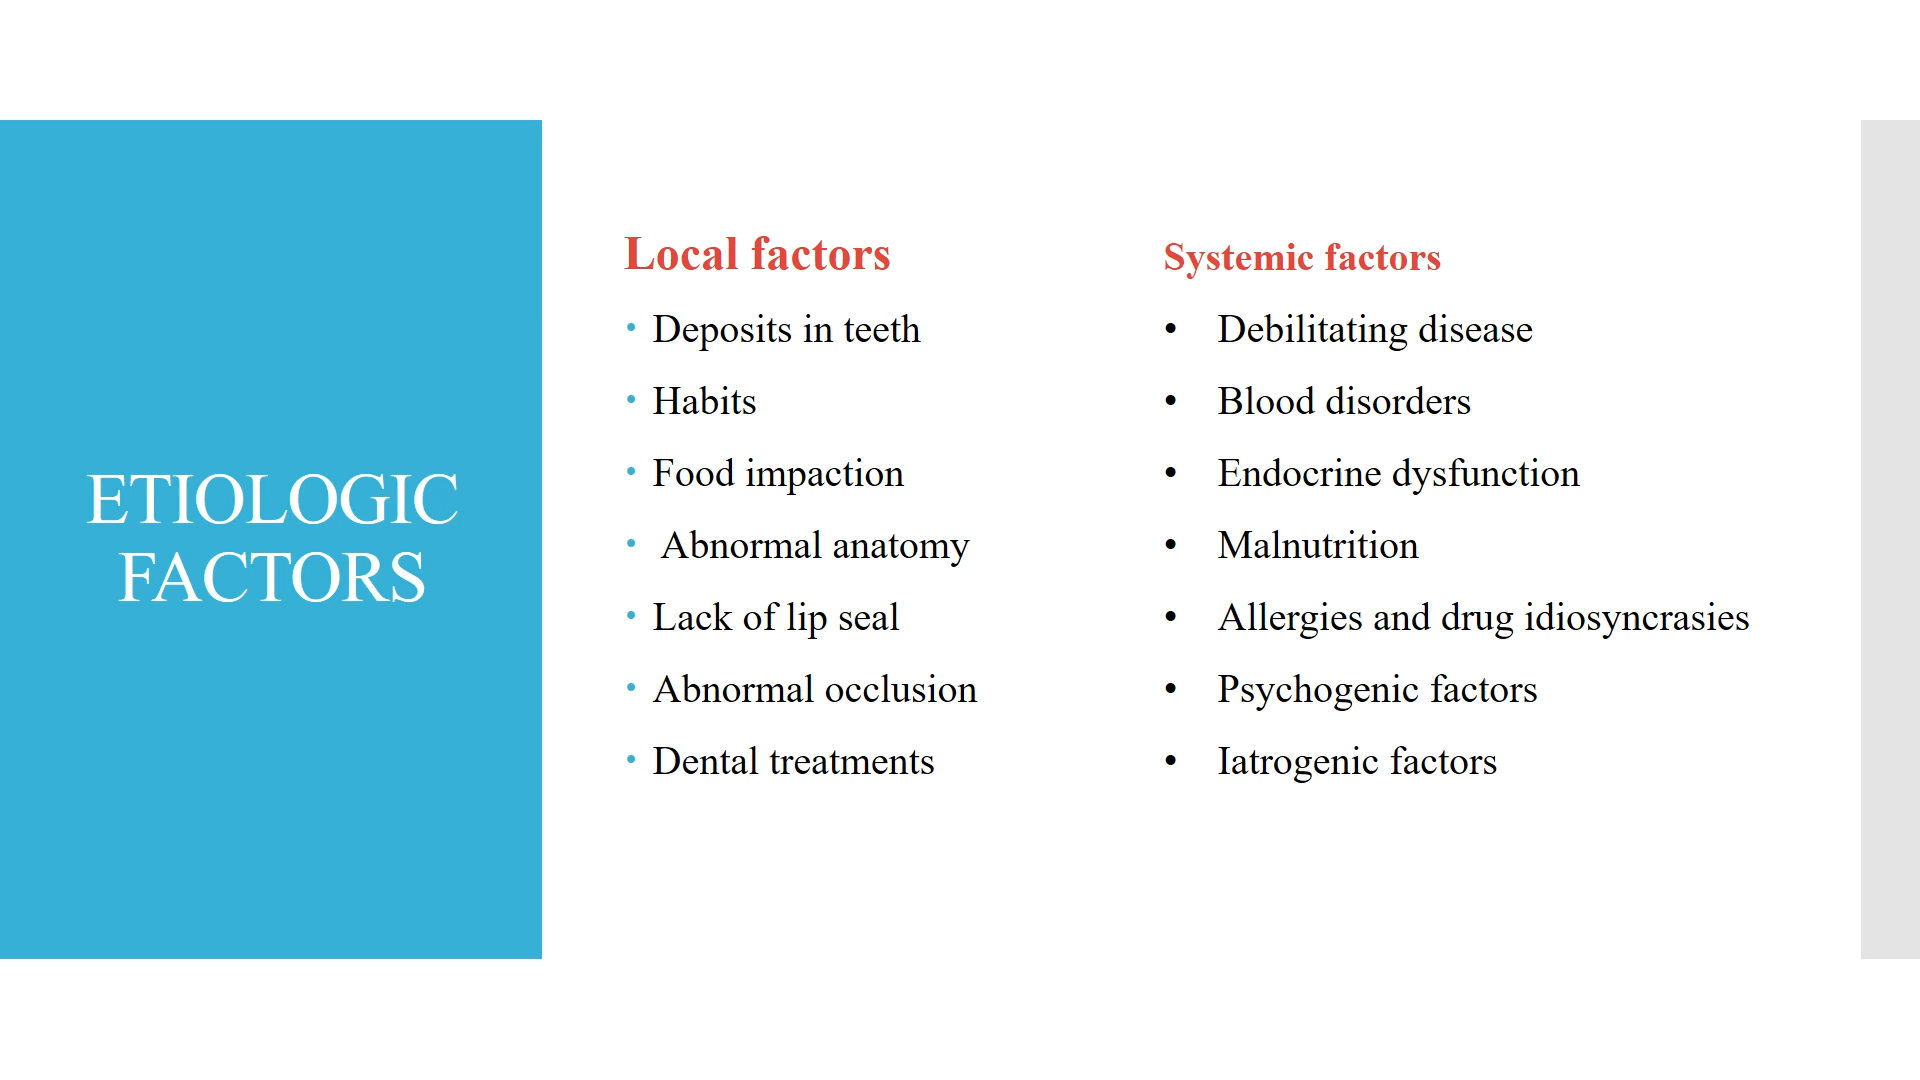 ETIOLOGIC
FACTORS
Local factors
• Deposits in teeth
• Habits
• Food impaction
• Abnormal anatomy
• Lack of lip seal
• Abnormal occlusion
• Dental treatments
Systemic factors
• Debilitating disease
• Blood disorders
• Endocrine dysfunction
• Malnutrition
• Allergies and drug idiosyncrasies
• Psychogenic factors
• Iatrogenic factors